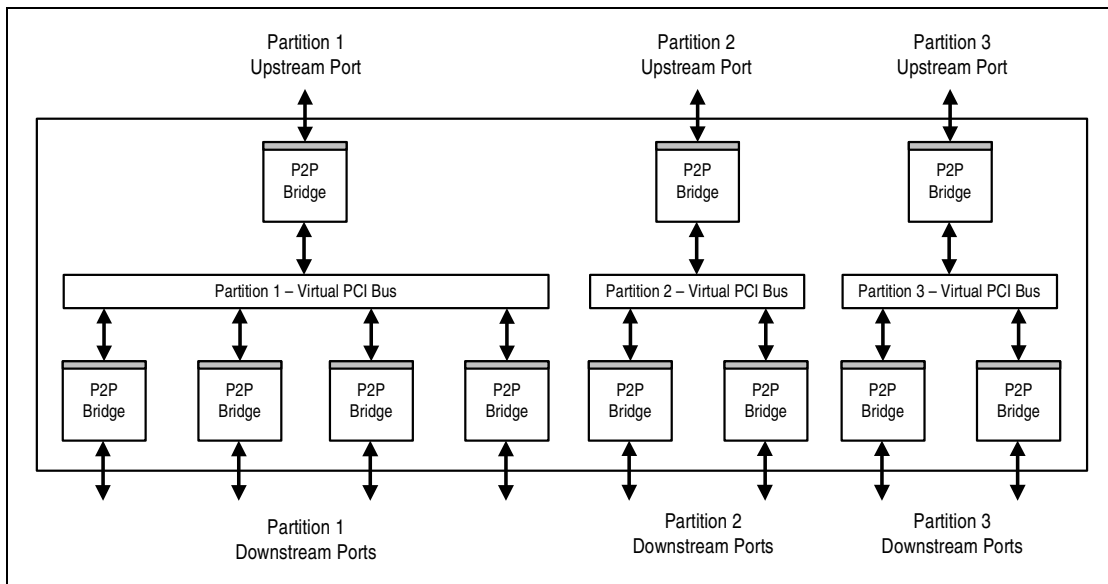 Partition 1
Upstream Port
Partition 2
Upstream Port
Partition 3
Upstream Port
P2P
Bridge
P2P
Bridge
P2P
Bridge
Partition 1 – Virtual PCI Bus
Partition 2 – Virtual PCI Bus
Partition 3 – Virtual PCI Bus
P2P
Bridge
P2P
Bridge
P2P
Bridge
P2P
Bridge
P2P
Bridge
P2P
Bridge
P2P
Bridge
P2P
Bridge
Partition 1
Downstream Ports
Partition 2
Downstream Ports
Partition 3
Downstream Ports